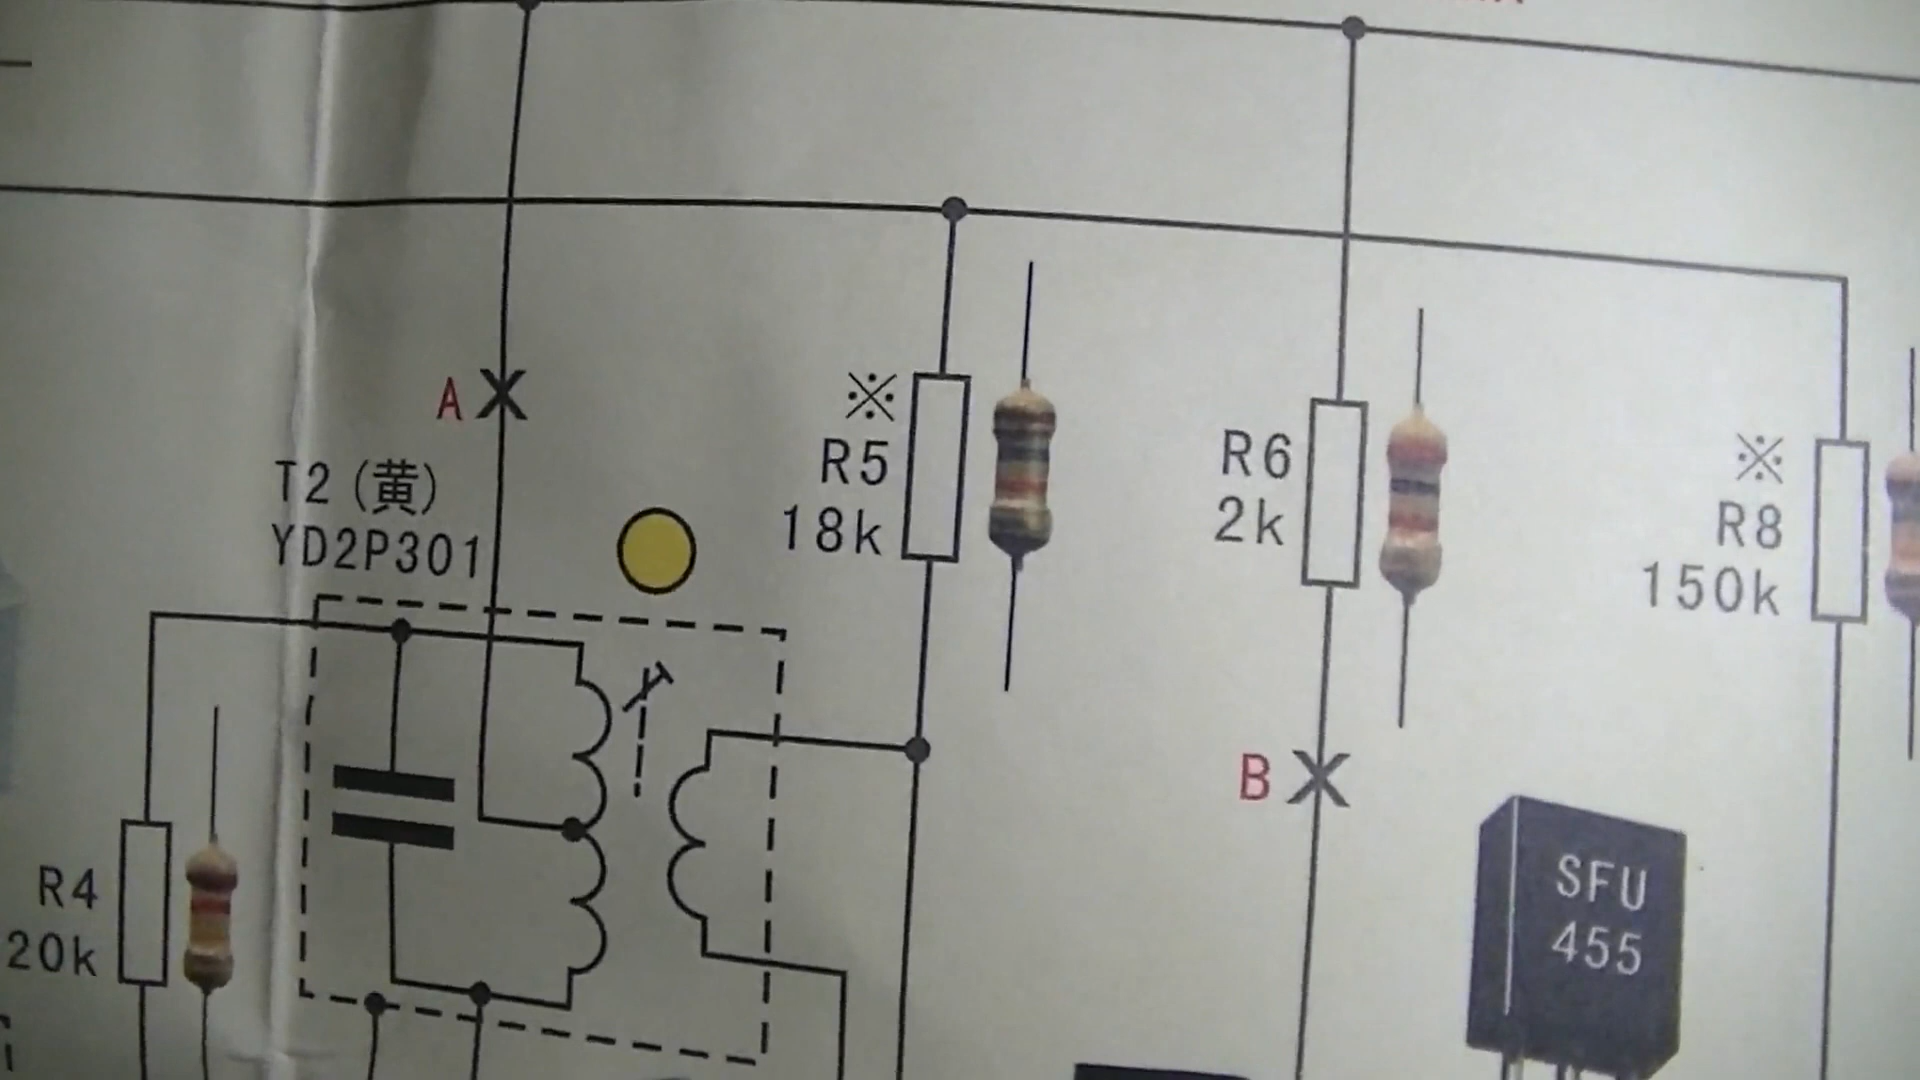 A
T2 (黄)
YD2P301
※
R5
18k
R6
2k
※
R8
150k
B
R4
20k
SFU
455